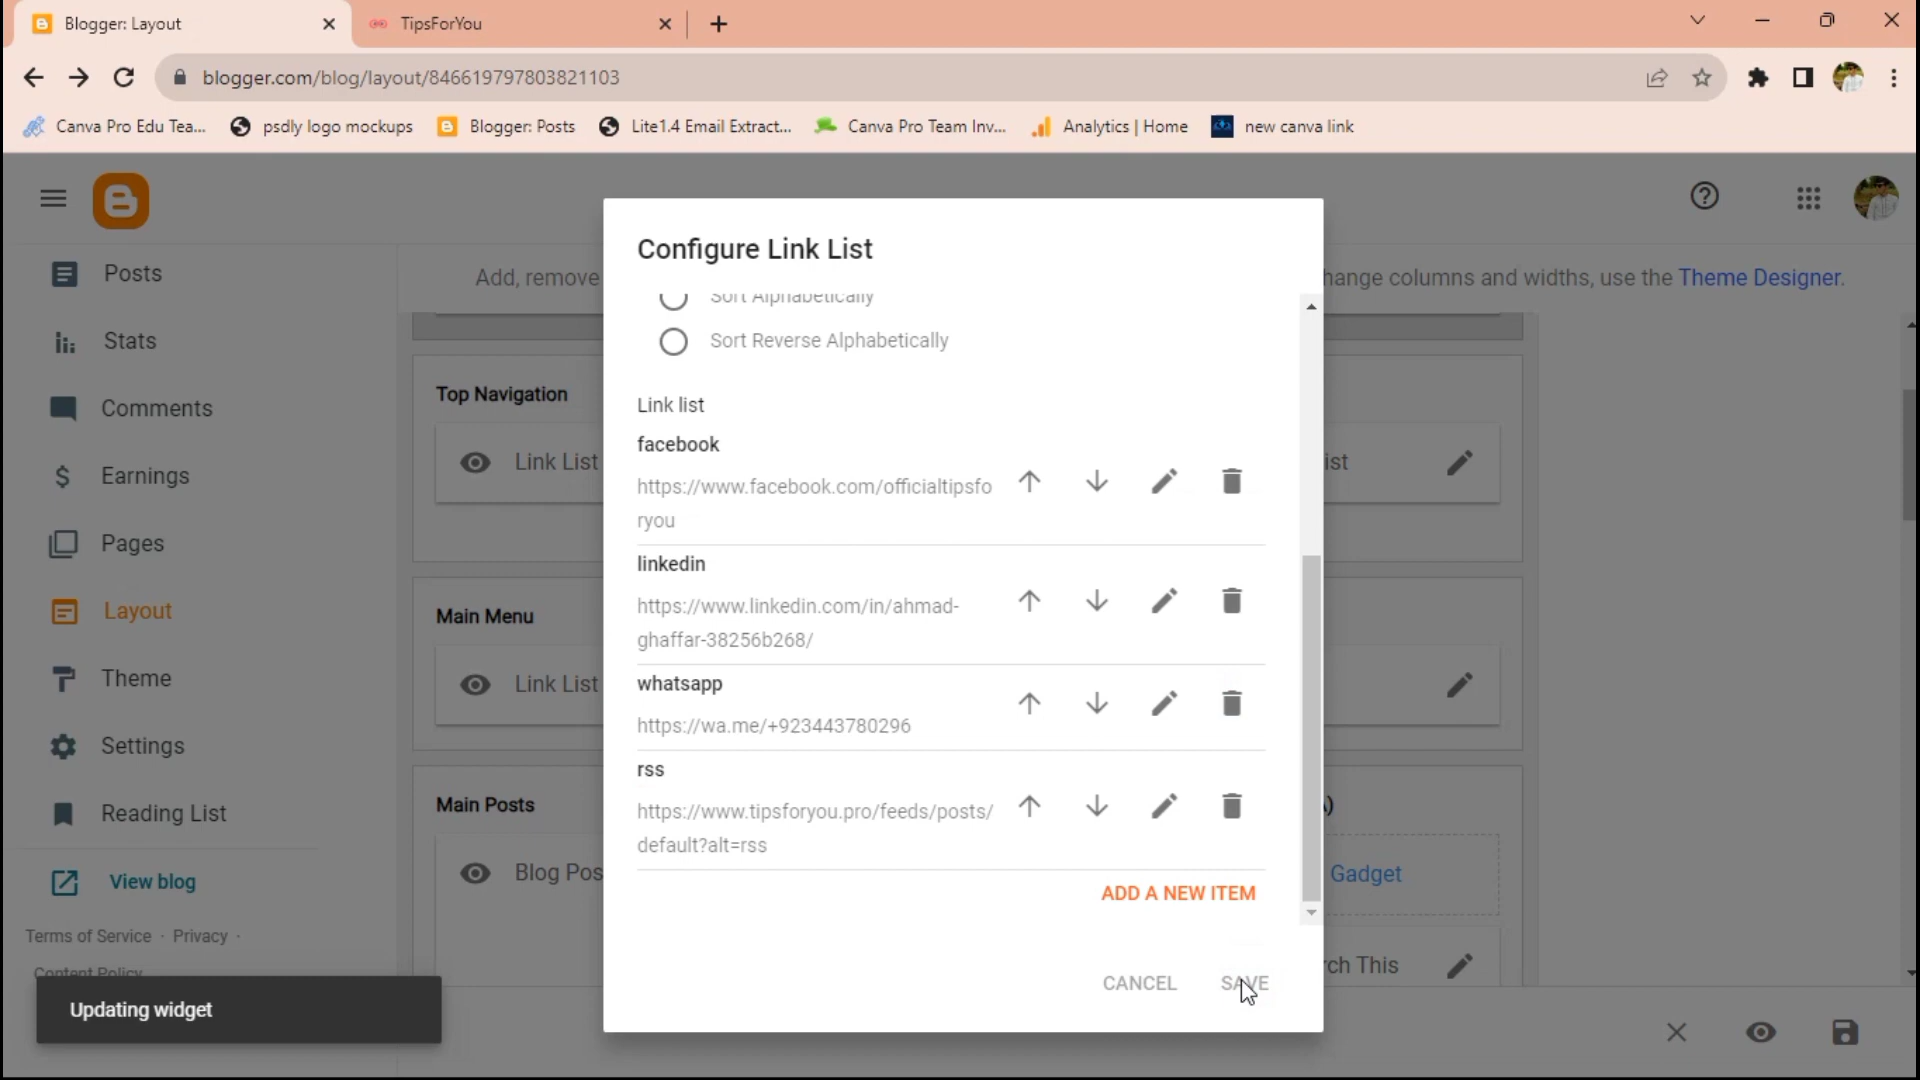 Blogger: Layout
TipsForYou
blogger.com/blog/layout/846619797803821103
Canva Pro Edu Tea...
psdly logo mockups
Blogger: Posts
Lite1.4 Email Extract...
Canva Pro Team Inv...
Analytics | Home
new canva link
Posts
Stats
Comments
Earnings
Pages
Layout
Theme
Settings
Reading List
View blog
Terms of Service · Privacy ·
Content Policy
Updating widget
Add, remove
hange columns and widths, use the Theme Designer.
Top Navigation
Link List
ist
Main Menu
Link List
Main Posts
Blog Pos
Gadget
rch This
Configure Link List
Sort Alphabetically
Sort Reverse Alphabetically
Link list
facebook
https://www.facebook.com/officialtipsfo
ryou
linkedin
https://www.linkedin.com/in/ahmad-
ghaffar-38256b268/
whatsapp
https://wa.me/+923443780296
rss
https://www.tipsforyou.pro/feeds/posts/
default?alt=rss
ADD A NEW ITEM
CANCEL
SAVE